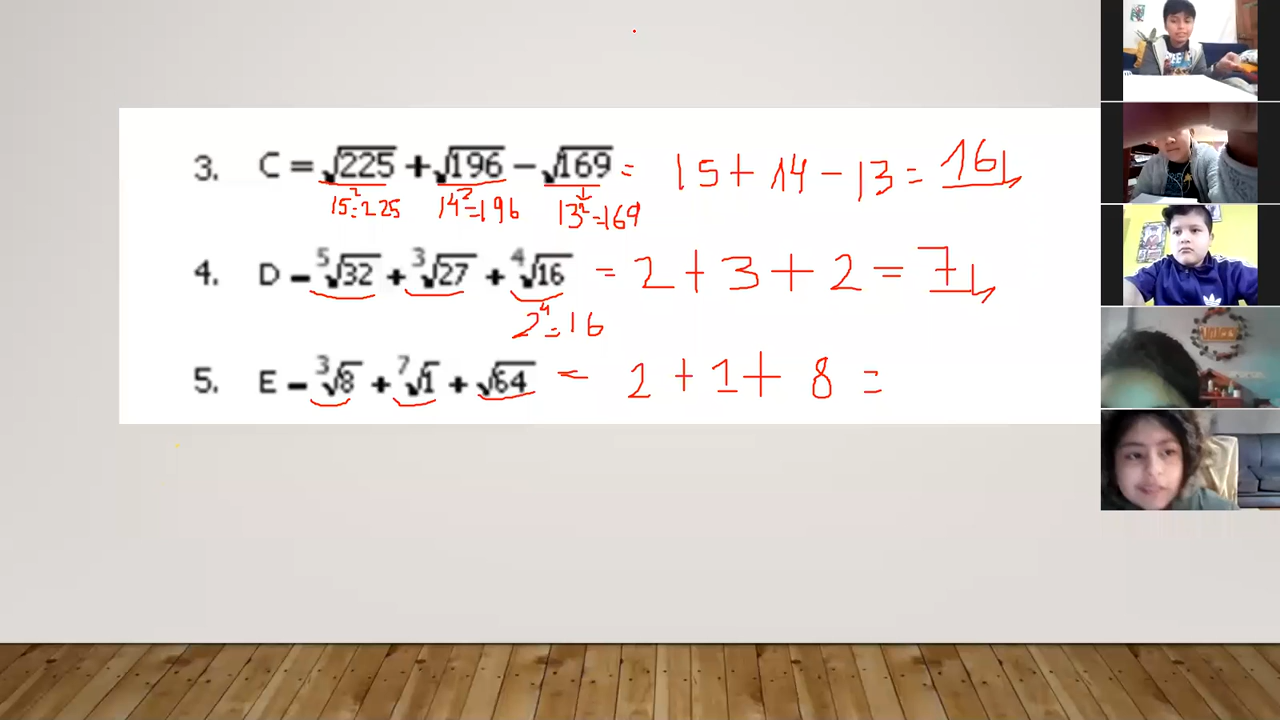 3. C = √225 + √196 − √169 = 15 + 14 − 13 = 16
15² = 225 14² = 196 13² = 169
4. D = ⁵√32 + ³√27 + ⁴√16 = 2 + 3 + 2 = 7
2⁴ = 16
5. E = ³√8 + ⁷√1 + √64 = 2 + 1 + 8 =